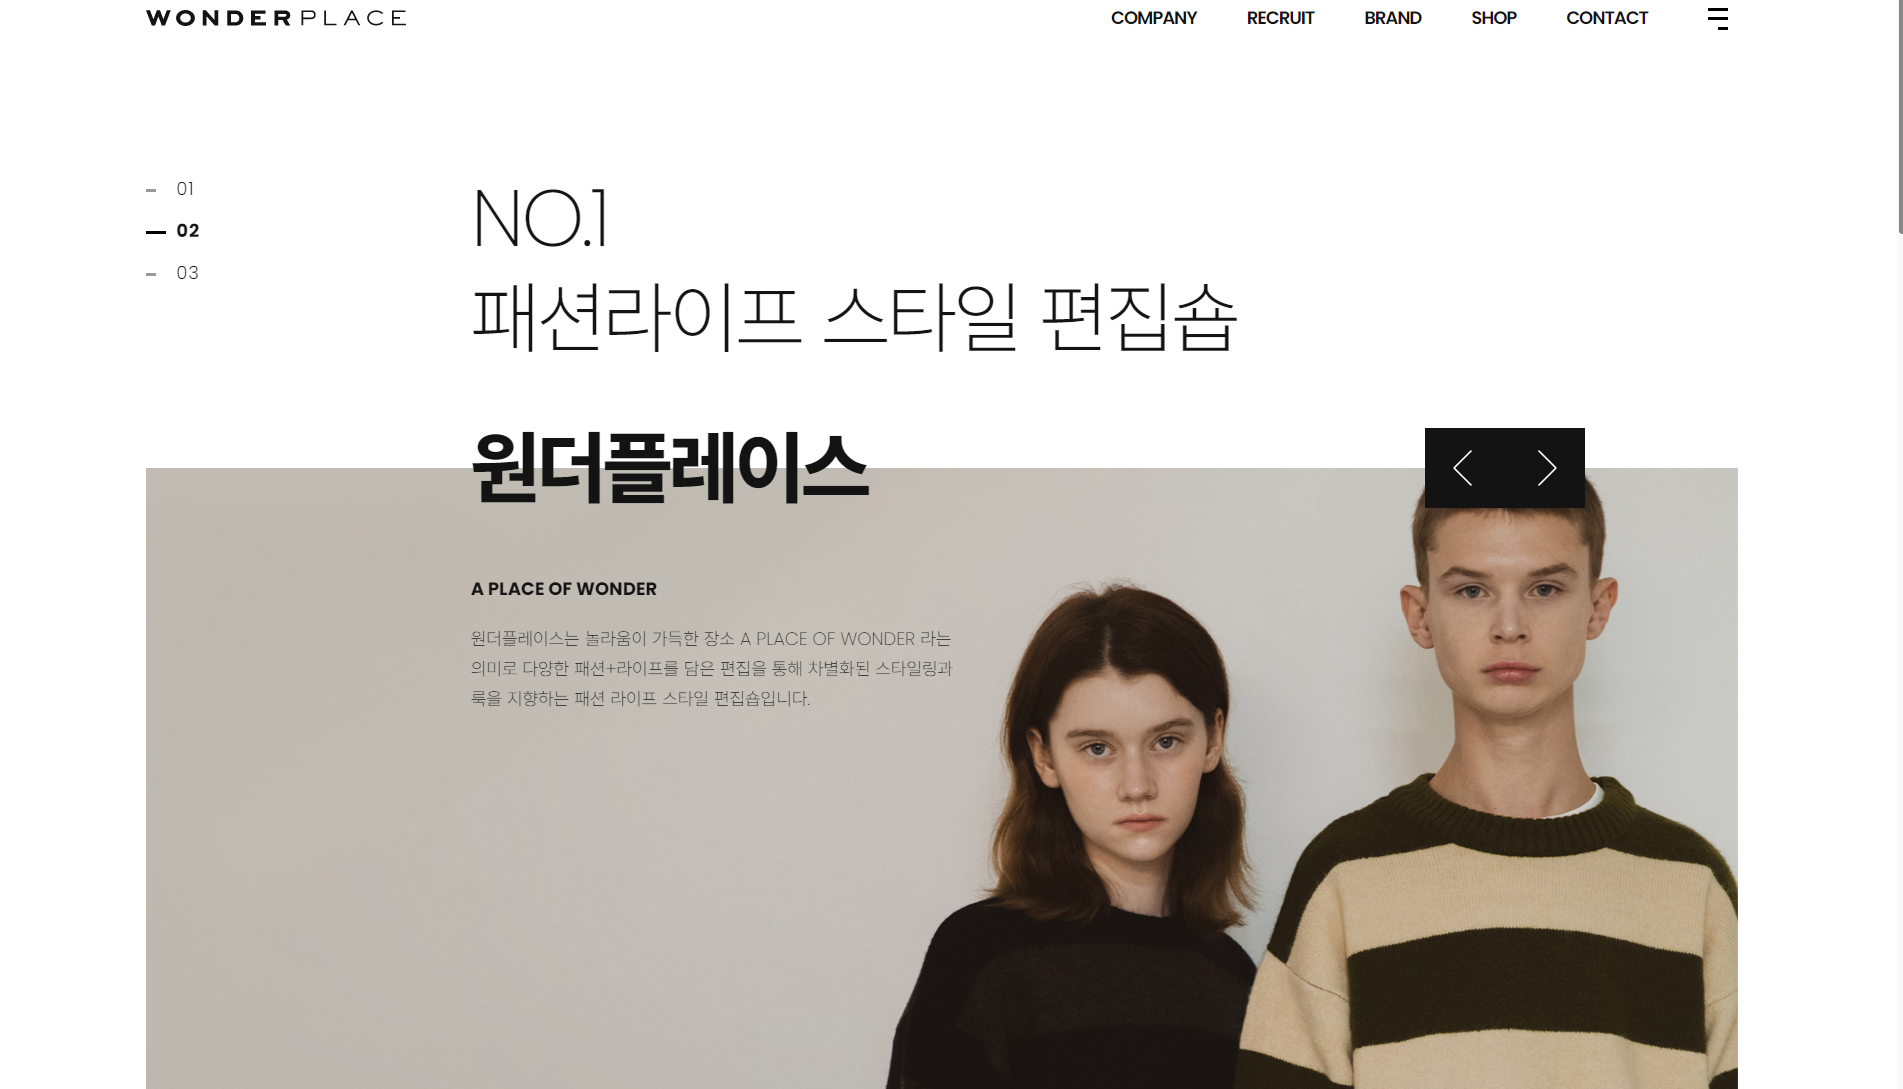 WONDER PLACE
COMPANY RECRUIT BRAND SHOP CONTACT
01
02
03
NO.1
패션라이프 스타일 편집숍
원더플레이스
A PLACE OF WONDER
원더플레이스는 놀라움이 가득한 장소 A PLACE OF WONDER 라는
의미로 다양한 패션+라이프를 담은 편집을 통해 차별화된 스타일링과
룩을 지향하는 패션 라이프 스타일 편집숍입니다.